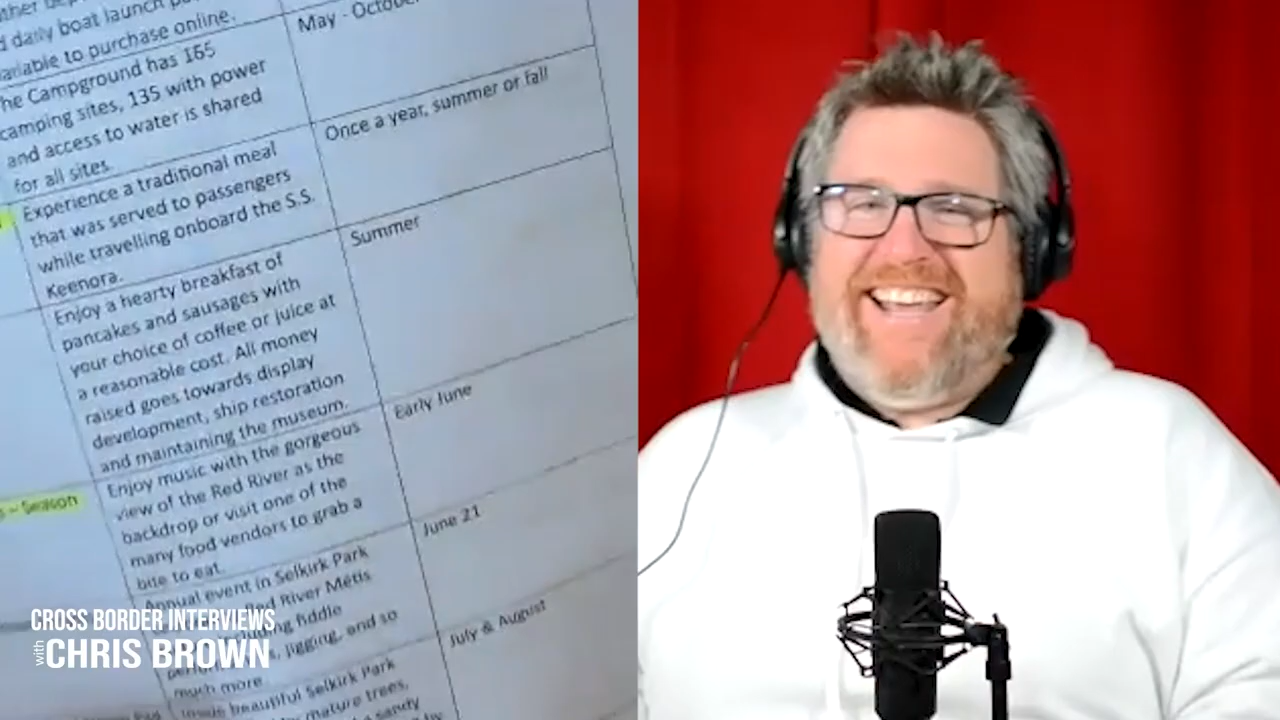 daily boat launch
to purchase online.
May - October
he Campground has 165
camping sites, 135 with power
and access to water is shared
for all sites.
Once a year, summer or fall
Experience a traditional meal
that was served to passengers
while travelling onboard the S.S.
Keenora.
Summer
Enjoy a hearty breakfast of
pancakes and sausages with
your choice of coffee or juice at
a reasonable cost. All money
raised goes towards display
development, ship restoration
and maintaining the museum.
Early June
Enjoy music with the gorgeous
view of the Red River as the
backdrop or visit one of the
many food vendors to grab a
bite to eat.
– Season
June 21
Annual event in Selkirk Park
River Métis
fiddle
jigging, and so
much more.
July & August
beautiful Selkirk Park
mature trees,
sandy
CROSS BORDER INTERVIEWS
with CHRIS BROWN